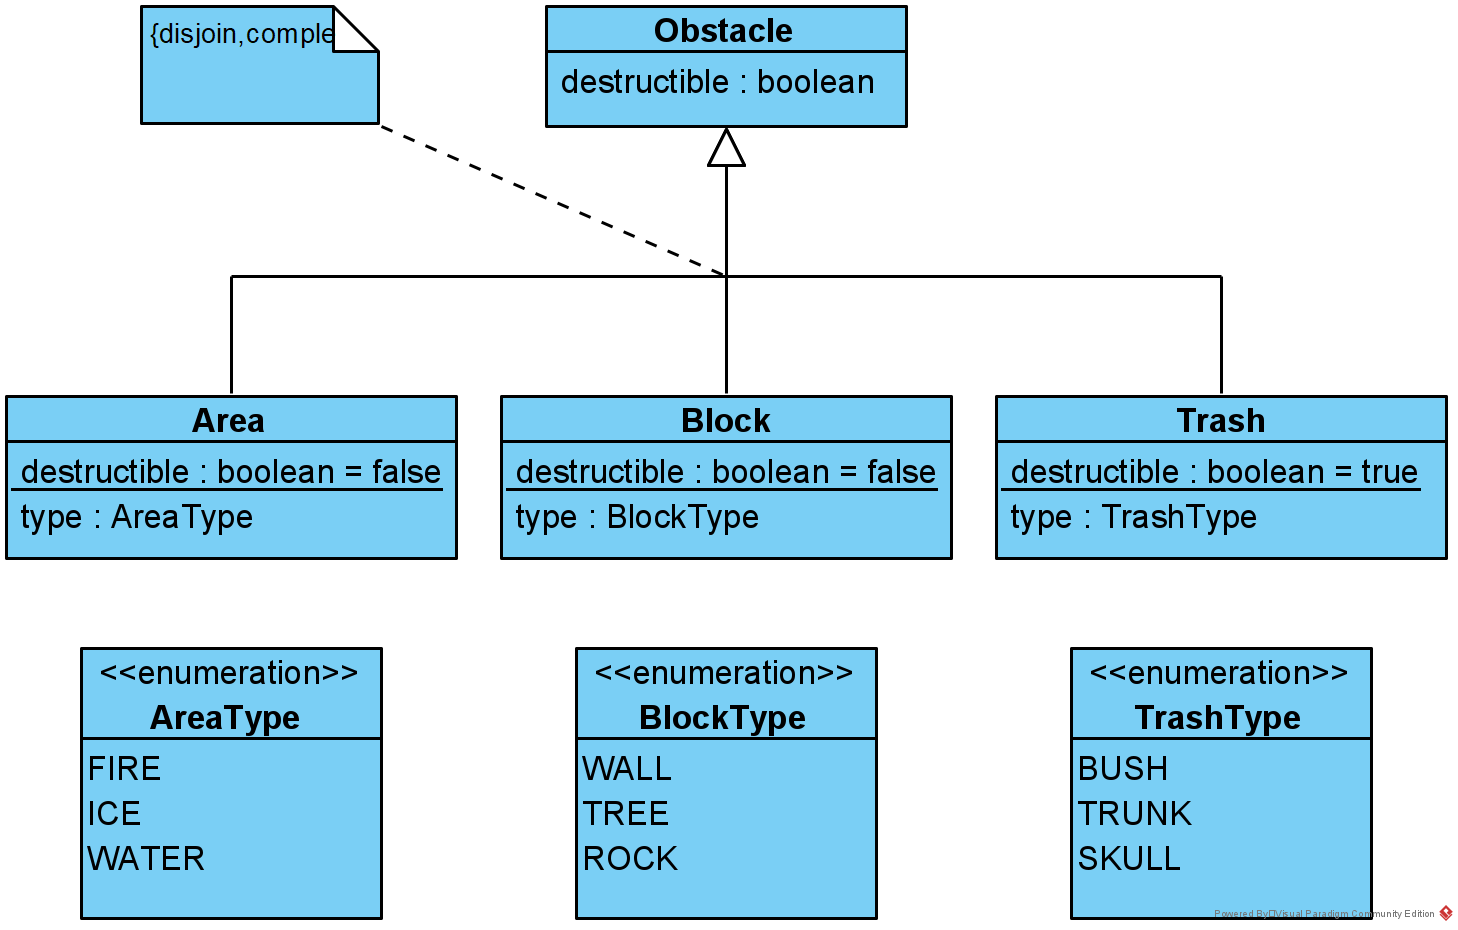 {disjoin,comple
Obstacle
destructible : boolean
Area
destructible : boolean = false
type : AreaType
Block
destructible : boolean = false
type : BlockType
Trash
destructible : boolean = true
type : TrashType
<<enumeration>>
AreaType
FIRE
ICE
WATER
<<enumeration>>
BlockType
WALL
TREE
ROCK
<<enumeration>>
TrashType
BUSH
TRUNK
SKULL
Powered By Visual Paradigm Community Edition